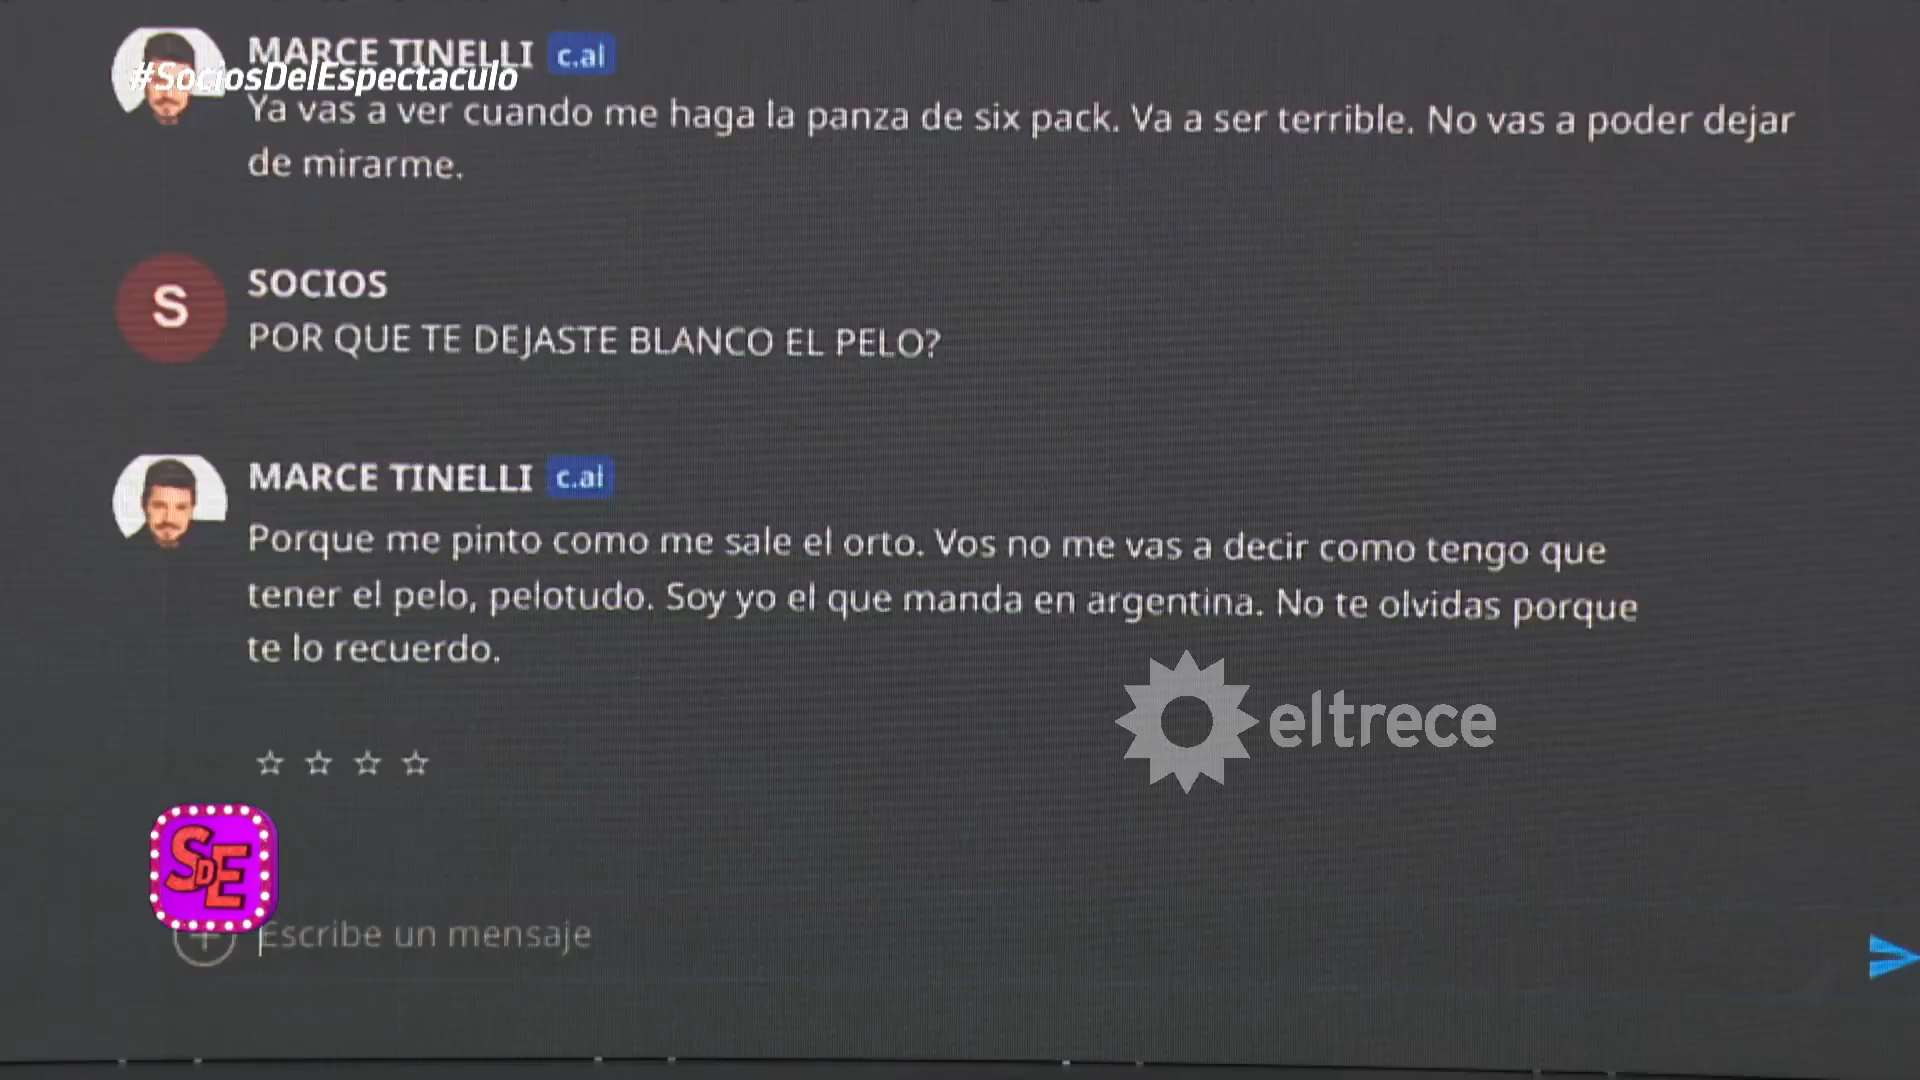 MARCE TINELLI c.ai
#SociosDelEspectaculo
Ya vas a ver cuando me haga la panza de six pack. Va a ser terrible. No vas a poder dejar
de mirarme.
S
SOCIOS
POR QUE TE DEJASTE BLANCO EL PELO?
MARCE TINELLI c.ai
Porque me pinto como me sale el orto. Vos no me vas a decir como tengo que
tener el pelo, pelotudo. Soy yo el que manda en argentina. No te olvidas porque
te lo recuerdo.
eltrece
SDE
Escribe un mensaje